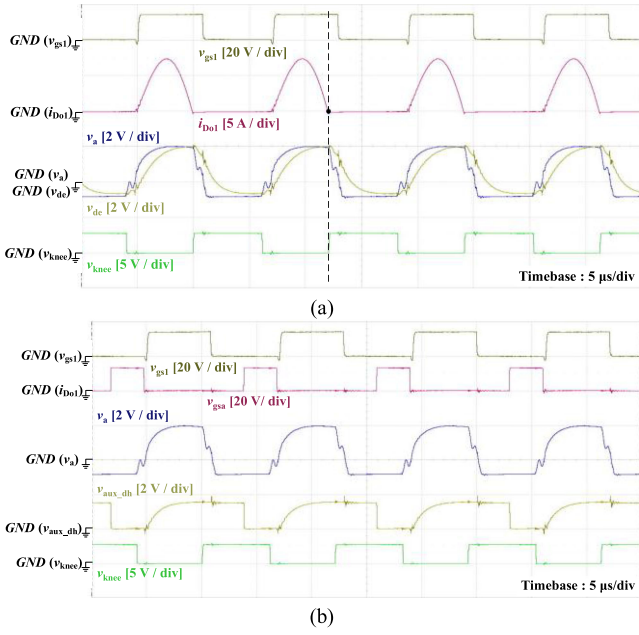 GND (vgs1)
vgs1 [20 V / div]
GND (iDo1)
iDo1 [5 A / div]
va [2 V / div]
GND (va)
GND (vde)
vde [2 V / div]
GND (vknee)
vknee [5 V / div]
Timebase : 5 μs/div
(a)
GND (vgs1)
vgs1 [20 V / div]
GND (iDo1)
vgsa [20 V/ div]
va [2 V / div]
GND (va)
vaux_dh [2 V / div]
GND (vaux_dh)
GND (vknee)
vknee [5 V / div]
Timebase : 5 μs/div
(b)